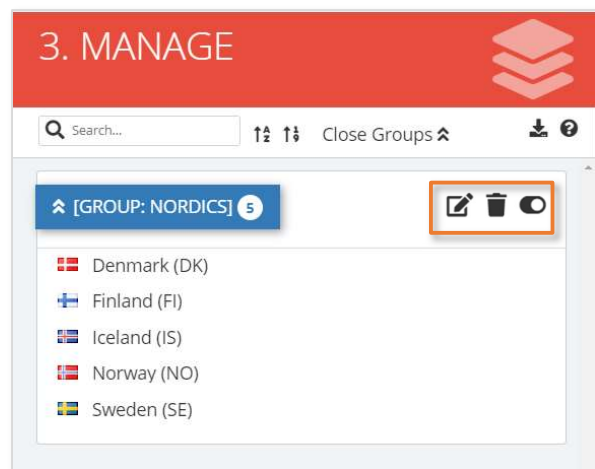 3. MANAGE
Search... Close Groups
[GROUP: NORDICS] 5
Denmark (DK)
Finland (FI)
Iceland (IS)
Norway (NO)
Sweden (SE)